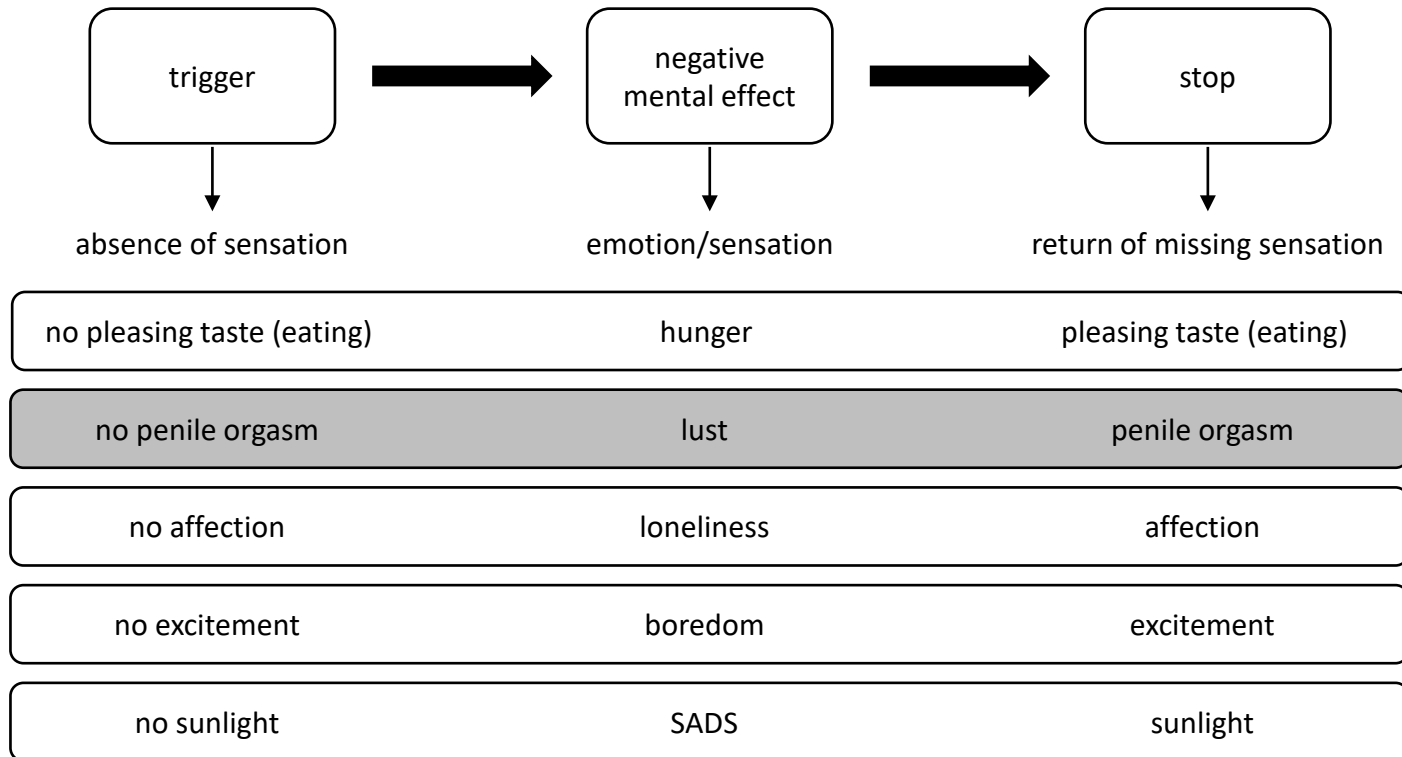 trigger
negative
mental effect
stop
absence of sensation
emotion/sensation
return of missing sensation
no pleasing taste (eating)
hunger
pleasing taste (eating)
no penile orgasm
lust
penile orgasm
no affection
loneliness
affection
no excitement
boredom
excitement
no sunlight
SADS
sunlight